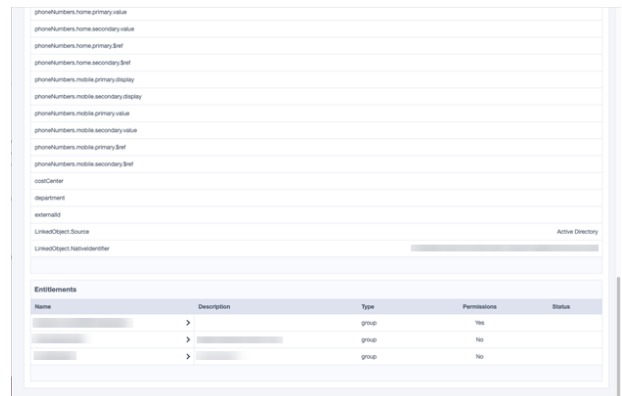 phoneNumbers.home.primary.value
phoneNumbers.home.secondary.value
phoneNumbers.home.primary.$ref
phoneNumbers.home.secondary.$ref
phoneNumbers.mobile.primary.display
phoneNumbers.mobile.secondary.display
phoneNumbers.mobile.primary.value
phoneNumbers.mobile.secondary.value
phoneNumbers.mobile.primary.$ref
phoneNumbers.mobile.secondary.$ref
costCenter
department
externalId
LinkedObject.Source Active Directory
LinkedObject.NativeIdentifier
Entitlements
Name Description Type Permissions Status
group Yes
group No
group No